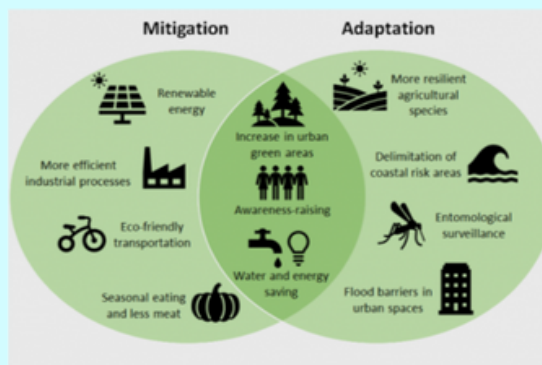 Mitigation
Adaptation
Renewable
energy
More efficient
industrial processes
Eco-friendly
transportation
Seasonal eating
and less meat
Increase in urban
green areas
Awareness-raising
Water and energy
saving
More resilient
agricultural
species
Delimitation of
coastal risk areas
Entomological
surveillance
Flood barriers in
urban spaces